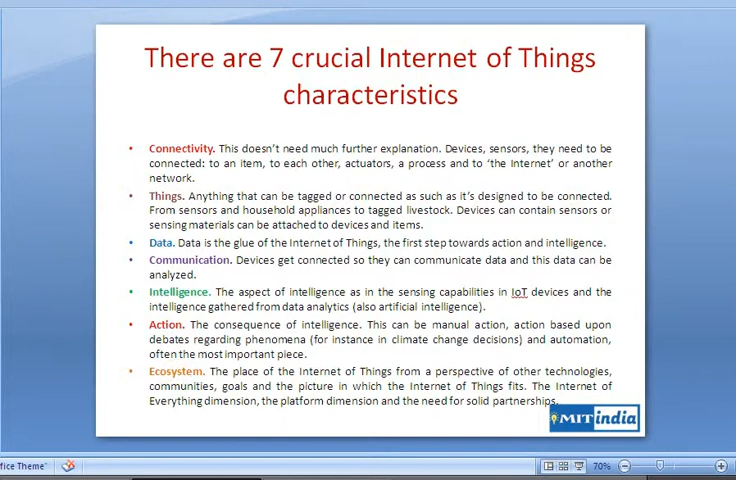 There are 7 crucial Internet of Things
characteristics
• Connectivity. This doesn't need much further explanation. Devices, sensors, they need to be
connected: to an item, to each other, actuators, a process and to 'the Internet' or another
network.
• Things. Anything that can be tagged or connected as such as it's designed to be connected.
From sensors and household appliances to tagged livestock. Devices can contain sensors or
sensing materials can be attached to devices and items.
• Data. Data is the glue of the Internet of Things, the first step towards action and intelligence.
• Communication. Devices get connected so they can communicate data and this data can be
analyzed.
• Intelligence. The aspect of intelligence as in the sensing capabilities in IoT devices and the
intelligence gathered from data analytics (also artificial intelligence).
• Action. The consequence of intelligence. This can be manual action, action based upon
debates regarding phenomena (for instance in climate change decisions) and automation,
often the most important piece.
• Ecosystem. The place of the Internet of Things from a perspective of other technologies,
communities, goals and the picture in which the Internet of Things fits. The Internet of
Everything dimension, the platform dimension and the need for solid partnerships.
MIT india
ffice Theme"
70%